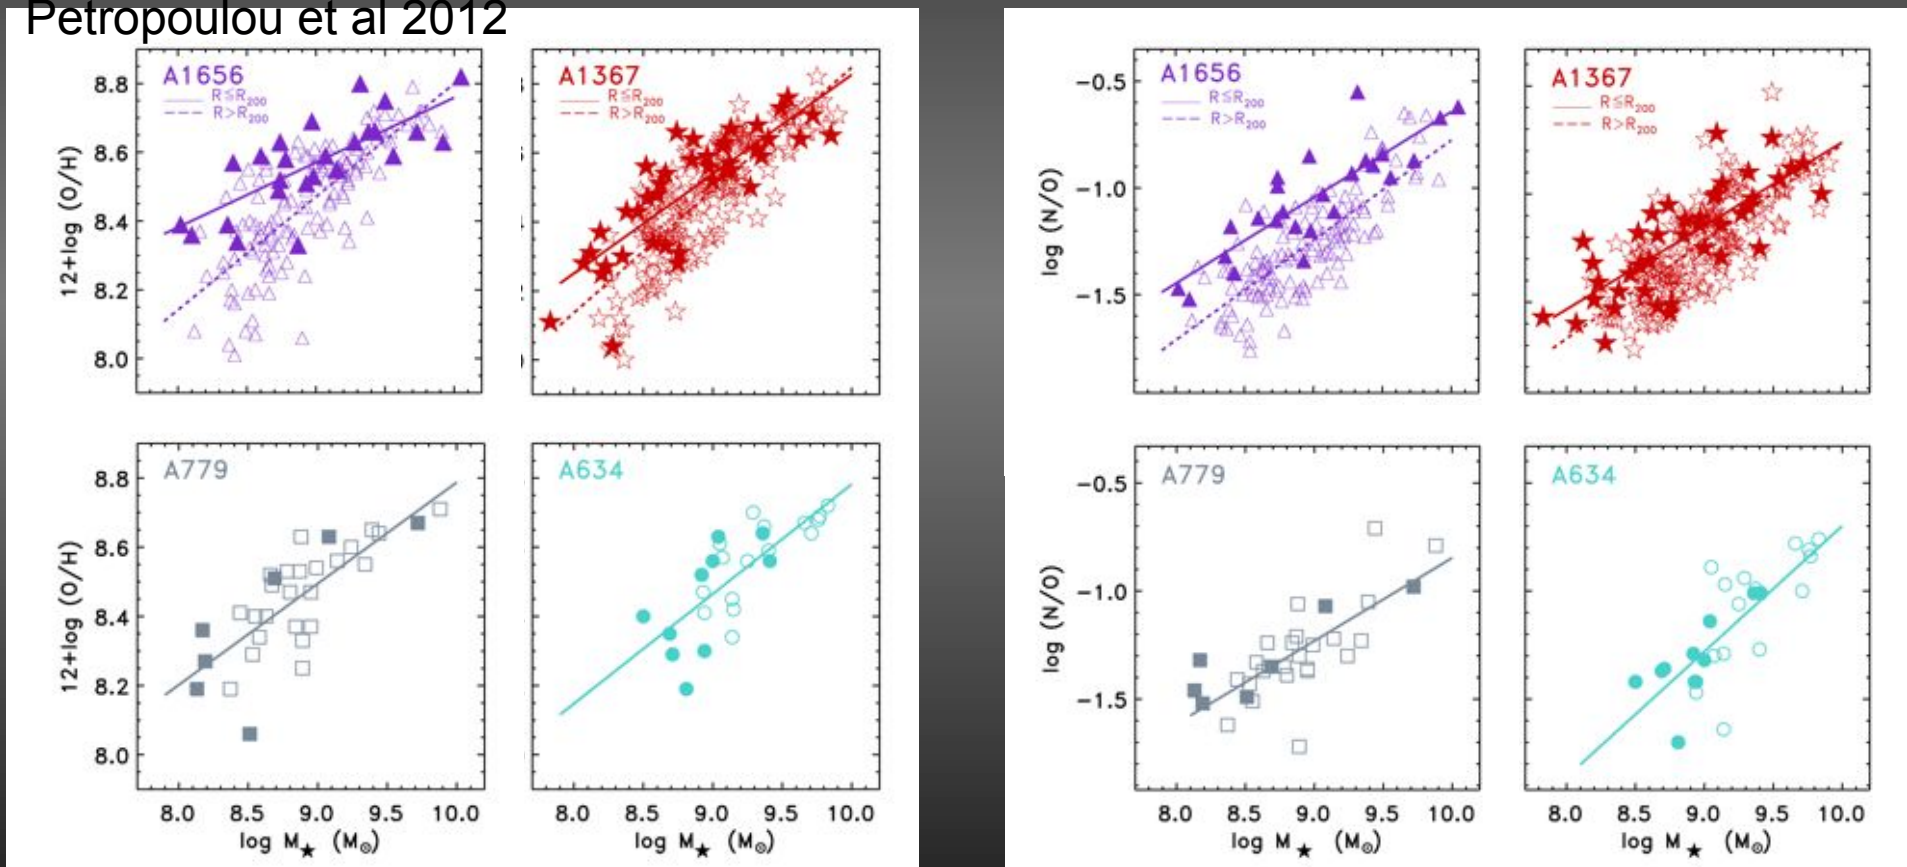 Petropoulou et al 2012
A1656
R≤R₂₀₀
R>R₂₀₀
8.8
8.6
8.4
8.2
8.0
12+log (O/H)
A1367
R≤R₂₀₀
R>R₂₀₀
A1656
R≤R₂₀₀
R>R₂₀₀
−0.5
−1.0
−1.5
log (N/O)
A1367
R≤R₂₀₀
R>R₂₀₀
A779
8.8
8.6
8.4
8.2
8.0
12+log (O/H)
8.0 8.5 9.0 9.5 10.0
log M★ (M⊙)
A634
8.0 8.5 9.0 9.5 10.0
log M★ (M⊙)
A779
−0.5
−1.0
−1.5
log (N/O)
8.0 8.5 9.0 9.5 10.0
log M★ (M⊙)
A634
8.0 8.5 9.0 9.5 10.0
log M★ (M⊙)